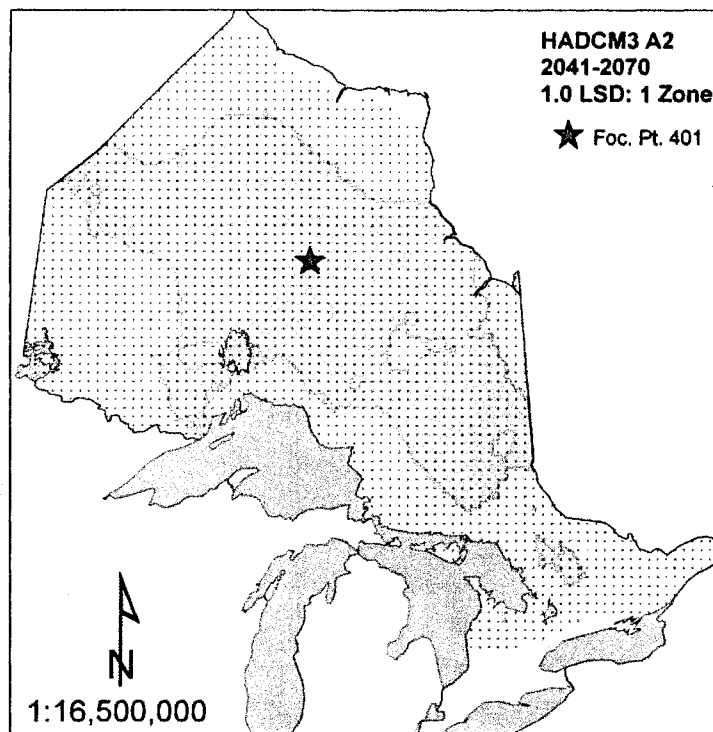 HADCM3 A2
2041-2070
1.0 LSD: 1 Zone
Foc. Pt. 401
N
1:16,500,000